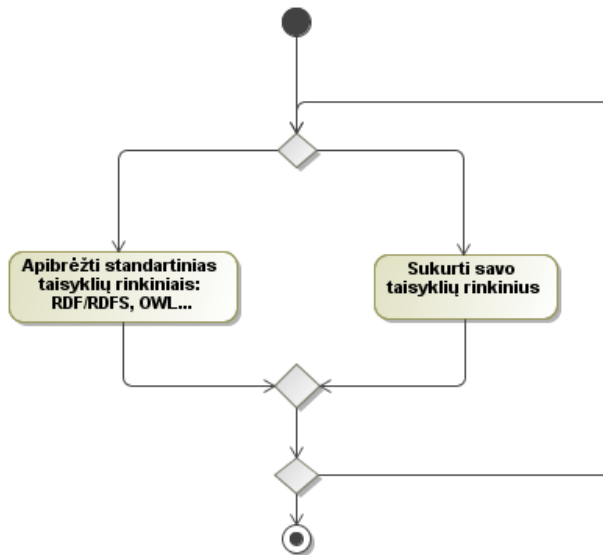 Apibrėžti standartinias
taisyklių rinkiniais:
RDF/RDFS, OWL...
Sukurti savo
taisyklių rinkinius